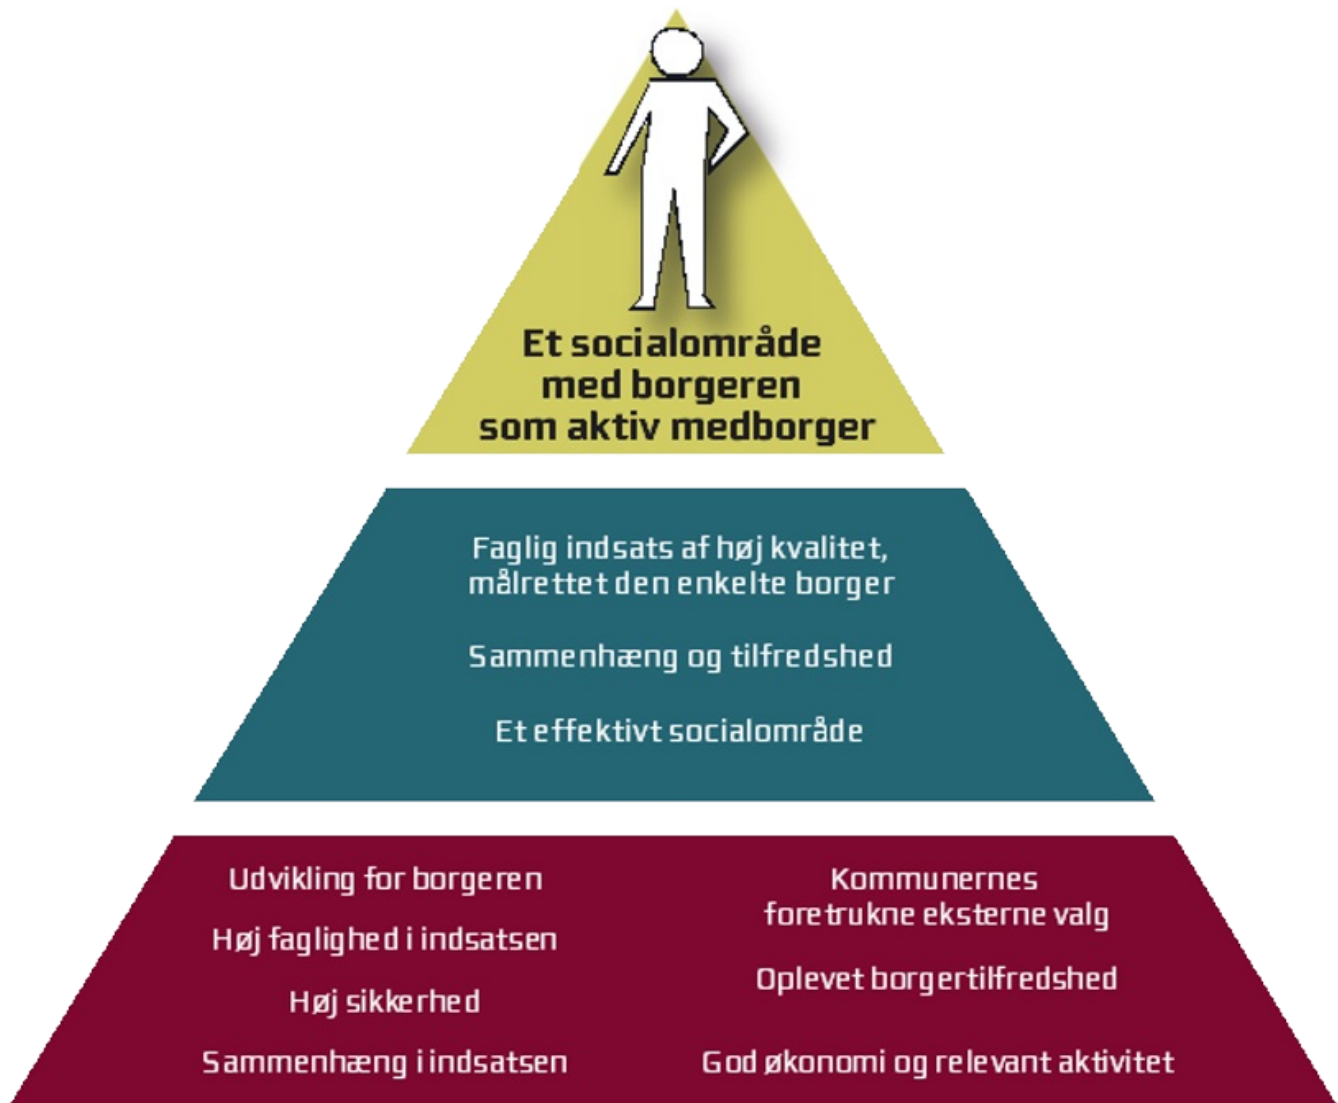 Et socialområde
med borgeren
som aktiv medborger
Faglig indsats af høj kvalitet,
målrettet den enkelte borger
Sammenhæng og tilfredshed
Et effektivt socialområde
Udvikling for borgeren
Høj faglighed i indsatsen
Høj sikkerhed
Sammenhæng i indsatsen
Kommunernes
foretrukne eksterne valg
Oplevet borgertilfredshed
God økonomi og relevant aktivitet